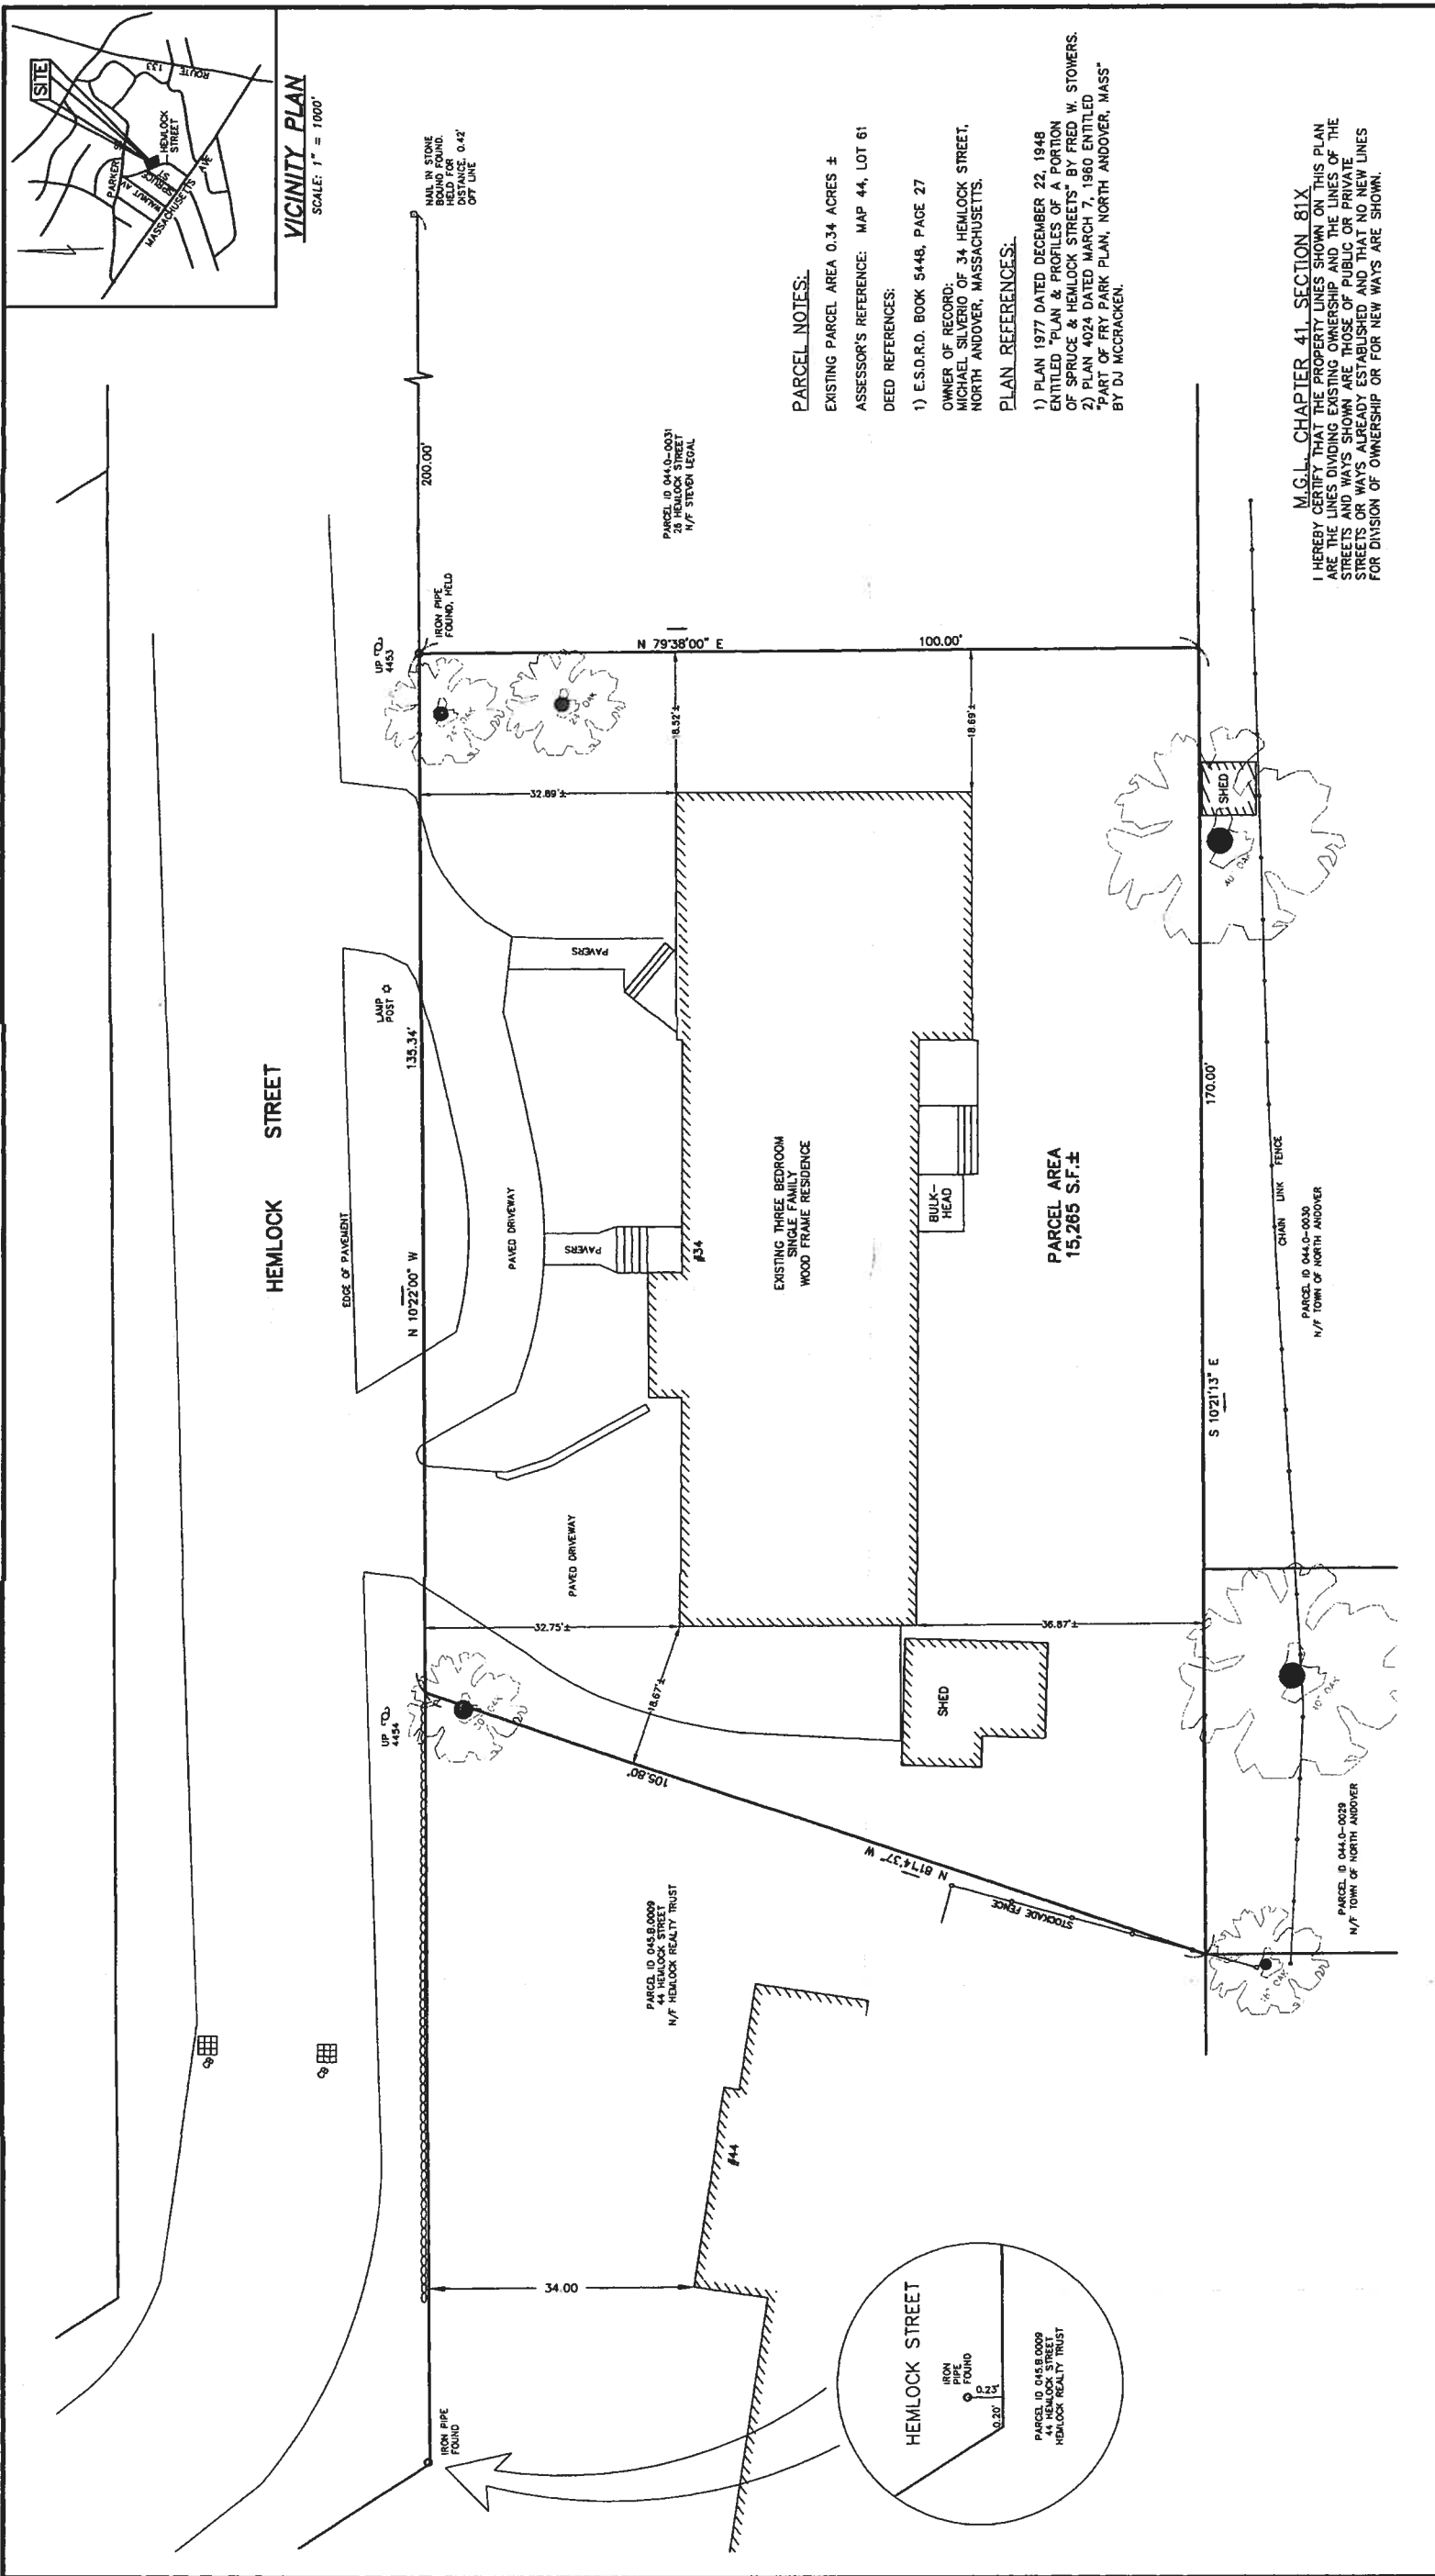 SITE
ROUTE
133
PARKER
ST
HEMLOCK
STREET
SPRUCE
ST
WALNUT AV
MASSACHUSETTS
AVE
VICINITY PLAN
SCALE: 1" = 1000'
NAIL IN STONE
BOUND FOUND.
HELD FOR
DISTANCE, 0.42'
OFF LINE
200.00'
PARCEL NOTES:
EXISTING PARCEL AREA 0.34 ACRES ±
ASSESSOR'S REFERENCE: MAP 44, LOT 61
DEED REFERENCES:
1) E.S.D.R.D. BOOK 5448, PAGE 27
OWNER OF RECORD:
MICHAEL SILVERIO OF 34 HEMLOCK STREET,
NORTH ANDOVER, MASSACHUSETTS.
PLAN REFERENCES:
1) PLAN 1977 DATED DECEMBER 22, 1948
ENTITLED "PLAN & PROFILES OF A PORTION
OF SPRUCE & HEMLOCK STREETS" BY FRED W. STOWERS.
2) PLAN 4024 DATED MARCH 7, 1960 ENTITLED
"PART OF FRY PARK PLAN, NORTH ANDOVER, MASS"
BY DJ MCCRACKEN.
M.G.L. CHAPTER 41, SECTION 81X
I HEREBY CERTIFY THAT THE PROPERTY LINES SHOWN ON THIS PLAN
ARE THE LINES DIVIDING EXISTING OWNERSHIP AND THE LINES OF THE
STREETS AND WAYS SHOWN ARE THOSE OF PUBLIC OR PRIVATE
STREETS OR WAYS ALREADY ESTABLISHED AND THAT NO NEW LINES
FOR DIVISION OF OWNERSHIP OR FOR NEW WAYS ARE SHOWN.
PARCEL ID 044.0-0031
26 HEMLOCK STREET
N/F STEVEN LEGAL
IRON PIPE
FOUND, HELD
UP
4453
N 79°38'00" E
100.00'
OAK
OAK
18.52'±
18.69'±
32.89'±
SHED
OAK
PAVERS
LAMP
POST
135.34'
HEMLOCK STREET
EDGE OF PAVEMENT
N 10°22'00" W
PAVED DRIVEWAY
PAVERS
#34
EXISTING THREE BEDROOM
SINGLE FAMILY
WOOD FRAME RESIDENCE
BULK-
HEAD
PARCEL AREA
15,265 S.F.±
170.00'
S 10°21'13" E
CHAIN LINK FENCE
PARCEL ID 044.0-0030
N/F TOWN OF NORTH ANDOVER
PAVED DRIVEWAY
32.75'±
36.87'±
18.67'±
SHED
UP
4454
OAK
105.80'
N 81°14'37" W
STOCKADE FENCE
OAK
OAK
PARCEL ID 044.0-0029
N/F TOWN OF NORTH ANDOVER
PARCEL ID 045.B.0009
44 HEMLOCK STREET
N/F HEMLOCK REALTY TRUST
CB
CB
#44
34.00
IRON PIPE
FOUND
HEMLOCK STREET
IRON
PIPE
FOUND
0.23'
0.20'
PARCEL ID 045.B.0009
44 HEMLOCK STREET
HEMLOCK REALTY TRUST